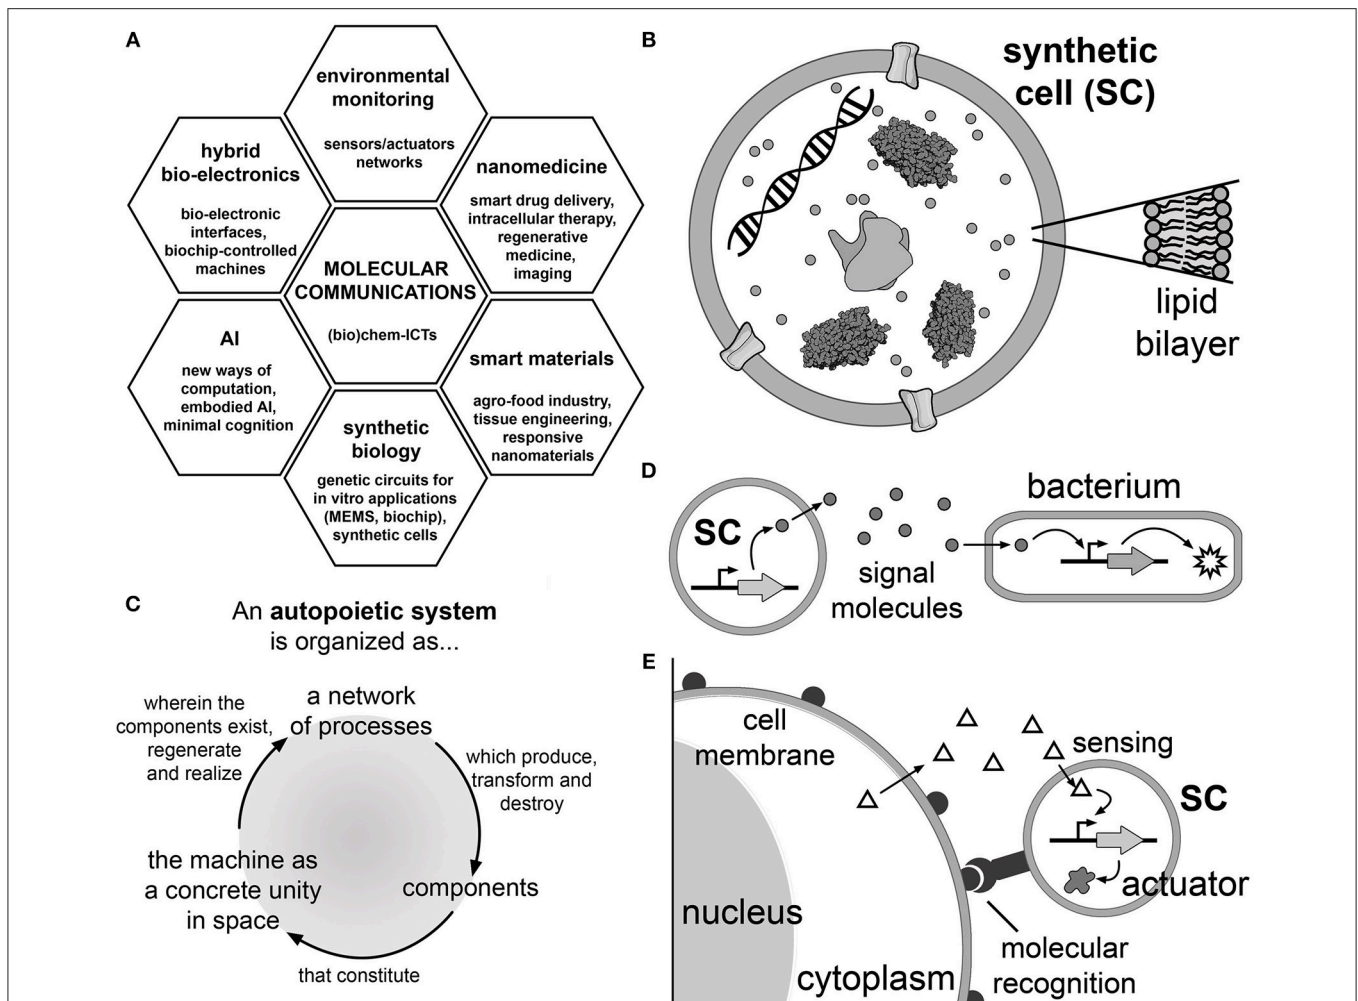 A
environmental
monitoring
sensors/actuators
networks
hybrid
bio-electronics
bio-electronic
interfaces,
biochip-controlled
machines
nanomedicine
smart drug delivery,
intracellular therapy,
regenerative
medicine,
imaging
MOLECULAR
COMMUNICATIONS
(bio)chem-ICTs
AI
new ways of
computation,
embodied AI,
minimal cognition
smart materials
agro-food industry,
tissue engineering,
responsive
nanomaterials
synthetic
biology
genetic circuits for
in vitro applications
(MEMS, biochip),
synthetic cells
B
synthetic
cell (SC)
lipid
bilayer
C
An autopoietic system
is organized as...
a network
of processes
which produce,
transform and
destroy
components
that constitute
the machine as
a concrete unity
in space
wherein the
components exist,
regenerate
and realize
D
SC
signal
molecules
bacterium
E
cell
membrane
nucleus
cytoplasm
sensing
SC
actuator
molecular
recognition